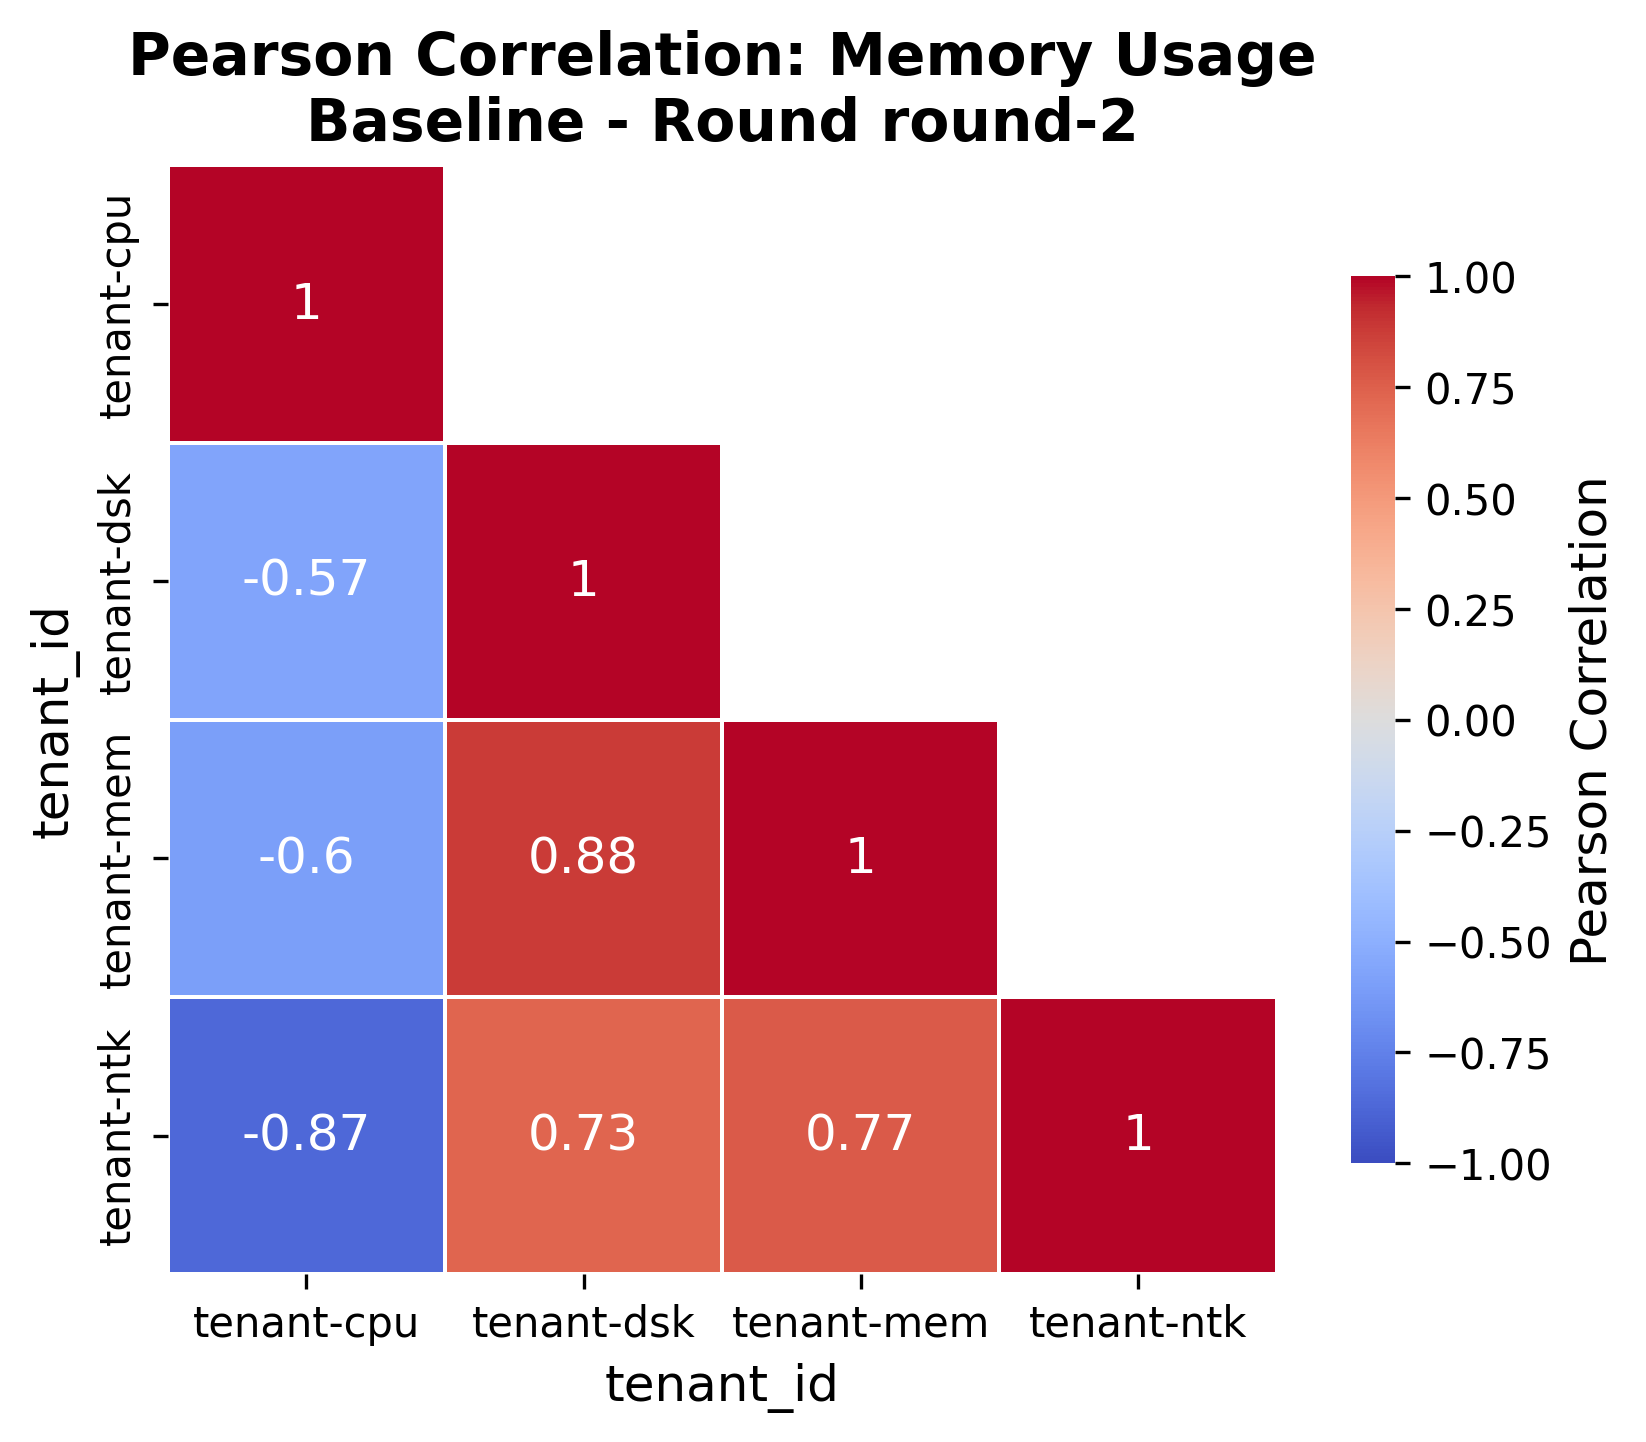 Pearson Correlation: Memory Usage
Baseline - Round round-2
tenant_id
tenant-cpu
1
tenant-dsk
-0.57
1
tenant-mem
-0.6
0.88
1
tenant-ntk
-0.87
0.73
0.77
1
tenant-cpu
tenant-dsk
tenant-mem
tenant-ntk
tenant_id
1.00
0.75
0.50
0.25
0.00
−0.25
−0.50
−0.75
−1.00
Pearson Correlation